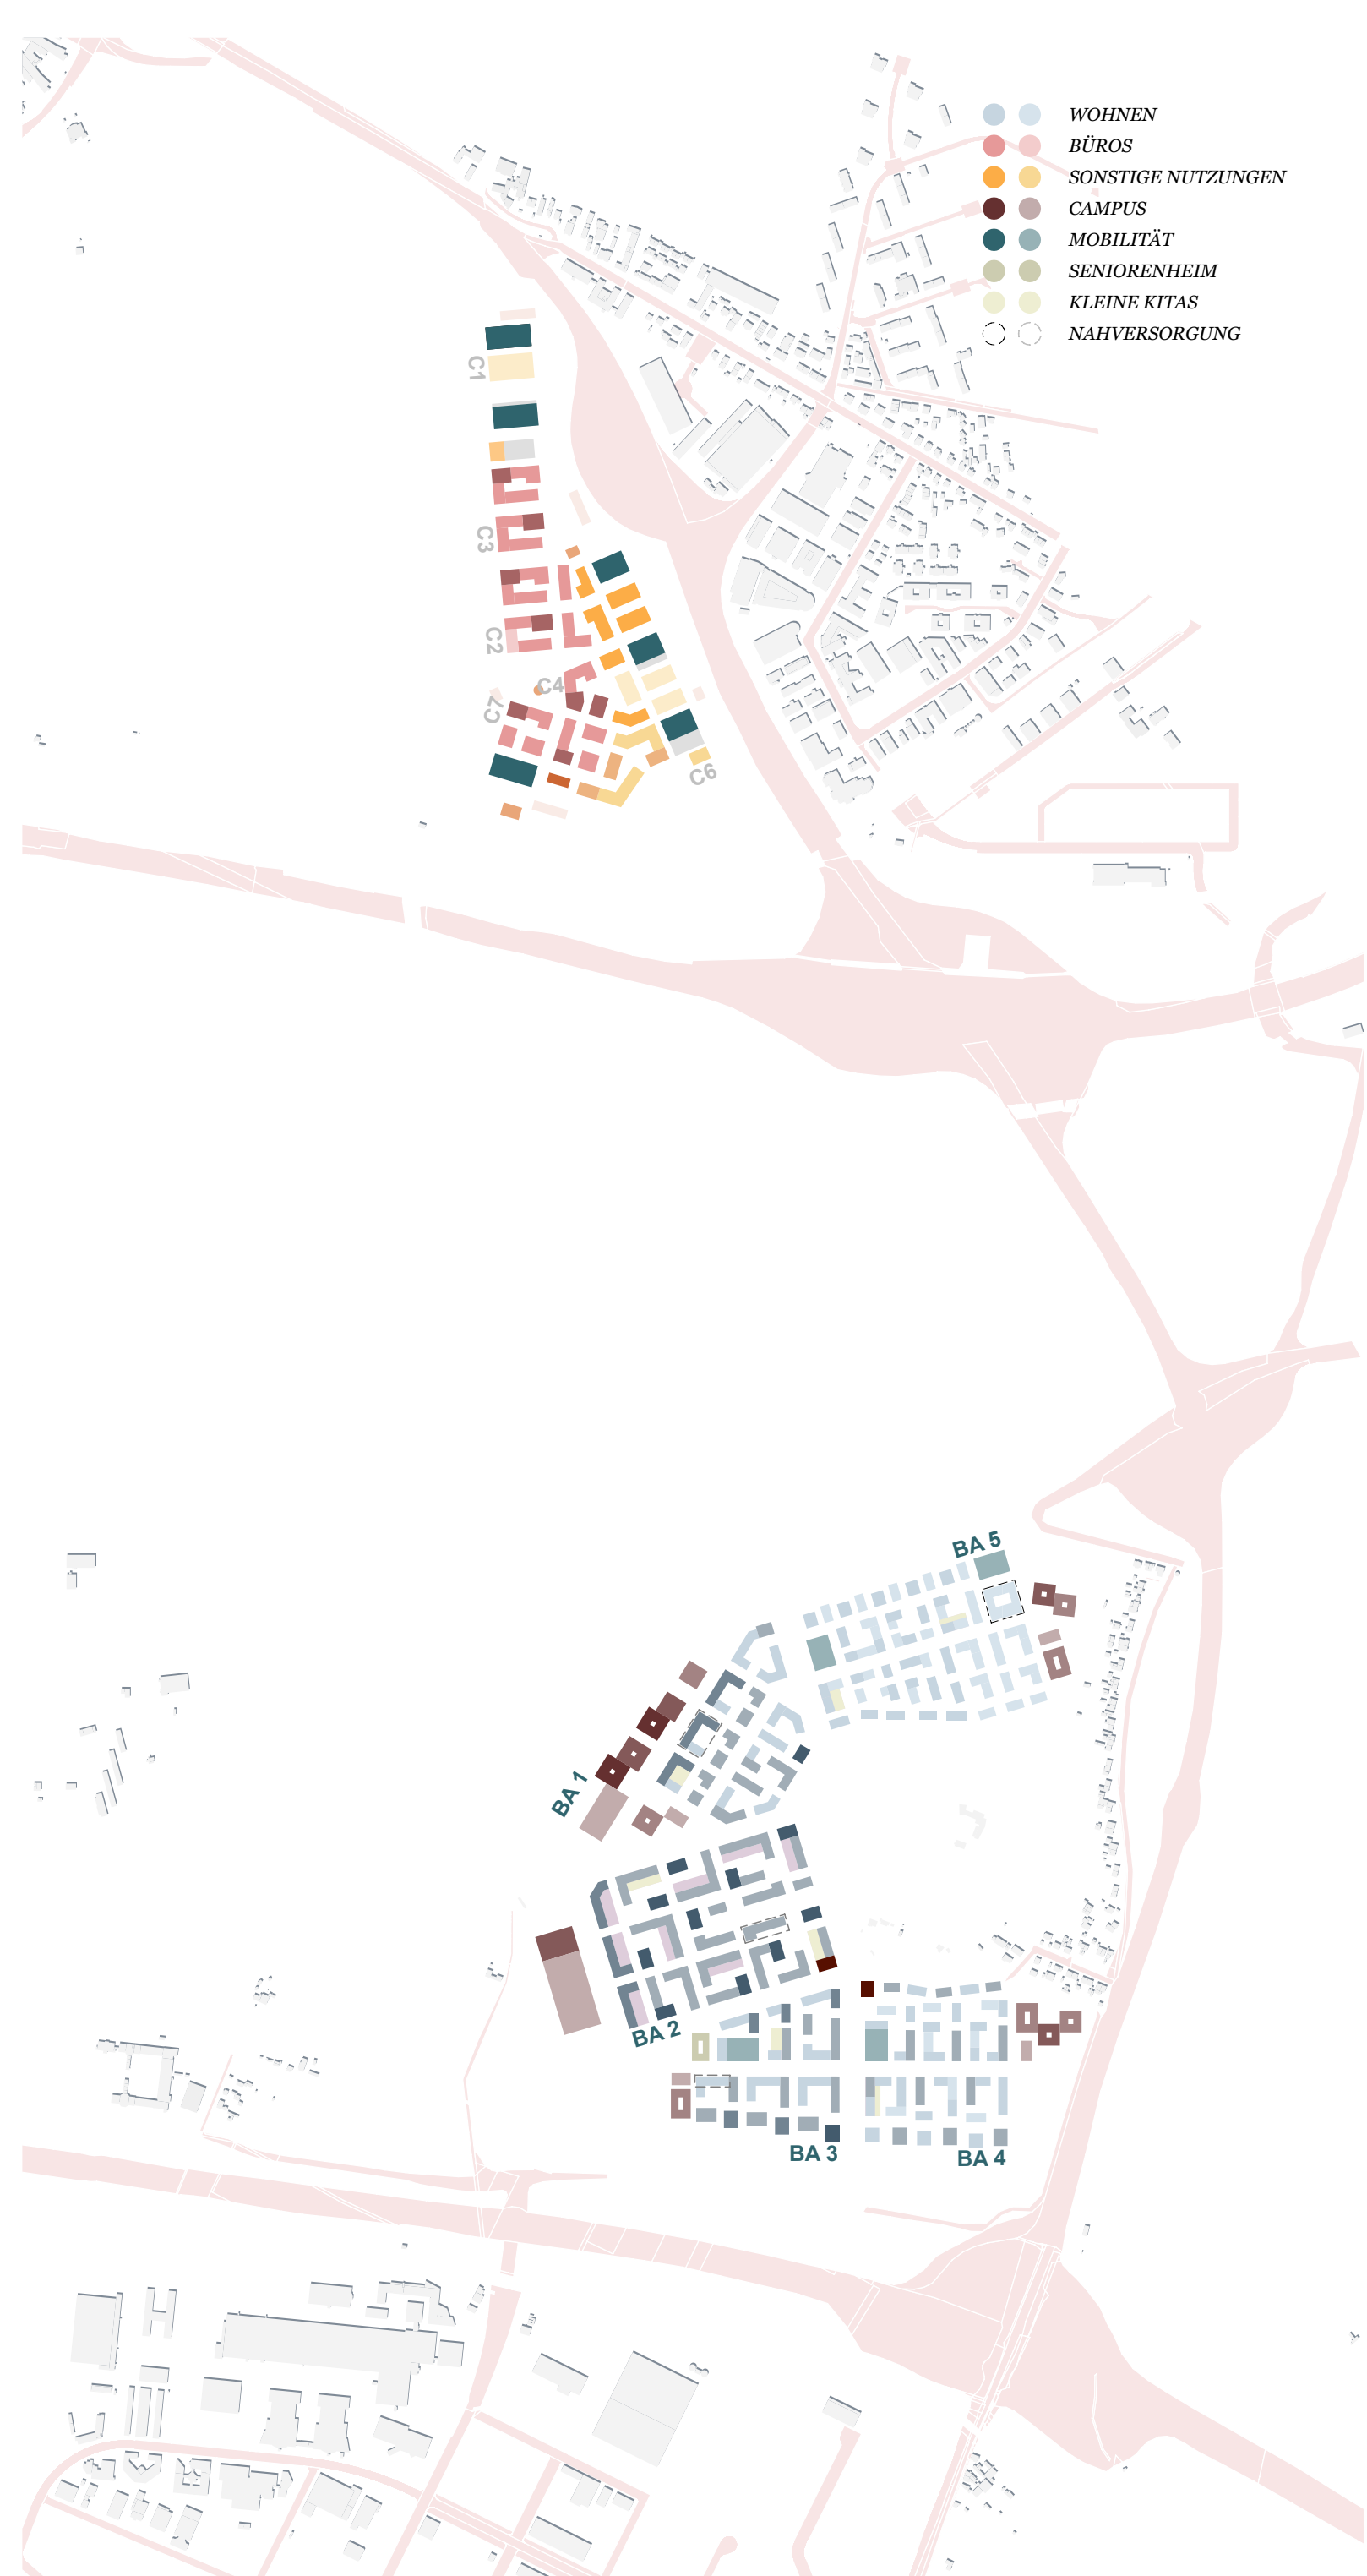 WOHNEN
BÜROS
SONSTIGE NUTZUNGEN
CAMPUS
MOBILITÄT
SENIORENHEIM
KLEINE KITAS
NAHVERSORGUNG
C1
C3
C2
C4
C7
C6
BA 5
BA 1
BA 2
BA 3
BA 4